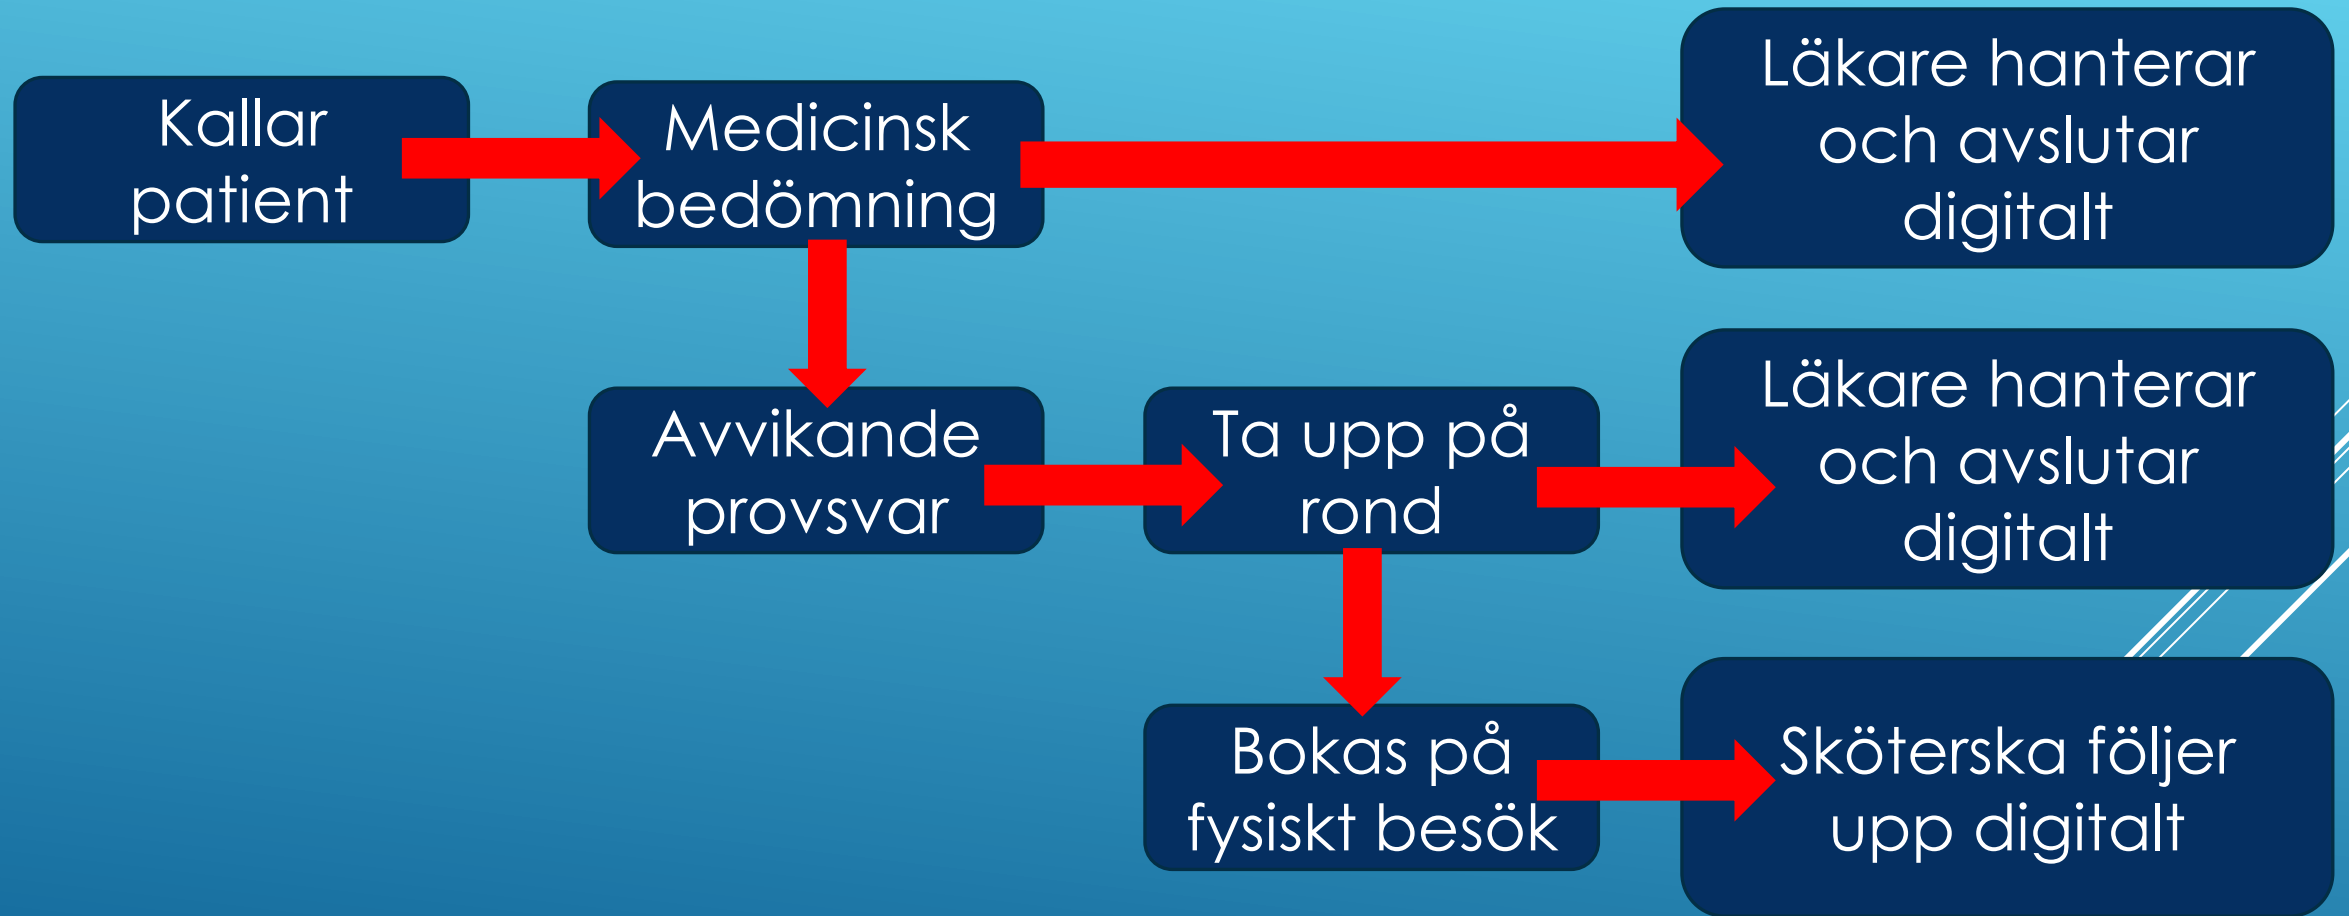 Kallar
patient
Medicinsk
bedömning
Läkare hanterar
och avslutar
digitalt
Avvikande
provsvar
Ta upp på
rond
Läkare hanterar
och avslutar
digitalt
Bokas på
fysiskt besök
Sköterska följer
upp digitalt